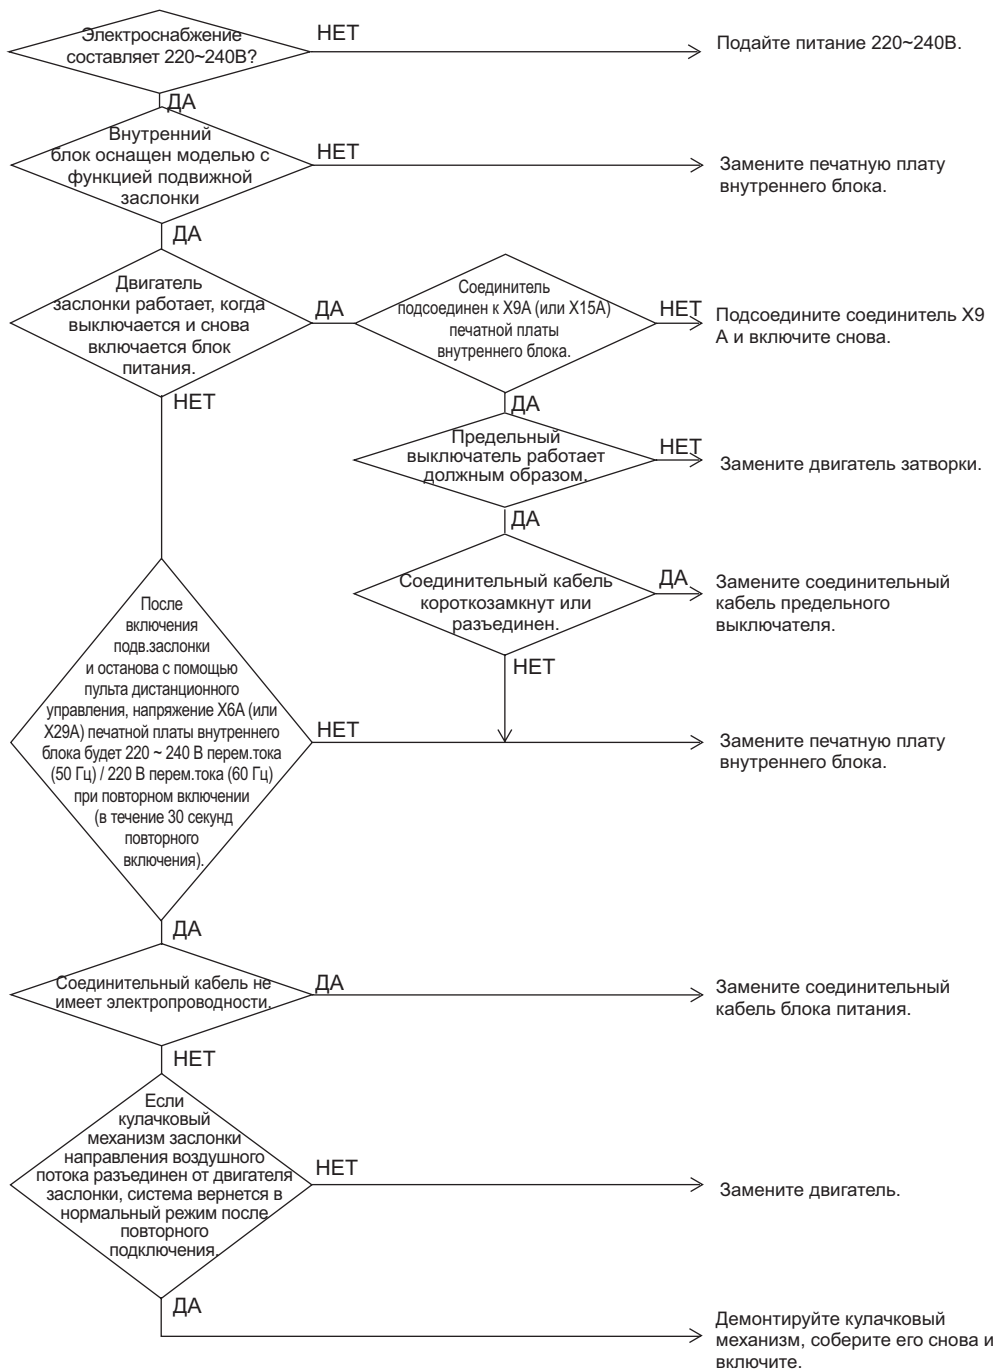 Электроснабжение
составляет 220~240В?
НЕТ
Подайте питание 220~240В.
ДА
Внутренний
блок оснащен моделью с
функцией подвижной
заслонки
НЕТ
Замените печатную плату
внутреннего блока.
ДА
Двигатель
заслонки работает, когда
выключается и снова
включается блок
питания.
ДА
Соединитель
подсоединен к X9A (или X15A)
печатной платы
внутреннего блока.
НЕТ
Подсоедините соединитель X9
А и включите снова.
НЕТ
ДА
Предельный
выключатель работает
должным образом.
НЕТ
Замените двигатель затворки.
ДА
Соединительный кабель
короткозамкнут или
разъединен.
ДА
Замените соединительный
кабель предельного
выключателя.
НЕТ
После
включения
подв.заслонки
и останова с помощью
пульта дистанционного
управления, напряжение X6A (или
X29A) печатной платы внутреннего
блока будет 220 ~ 240 В перем.тока
(50 Гц) / 220 В перем.тока (60 Гц)
при повторном включении
(в течение 30 секунд
повторного
включения).
НЕТ
Замените печатную плату
внутреннего блока.
ДА
Соединительный кабель не
имеет электропроводности.
ДА
Замените соединительный
кабель блока питания.
НЕТ
Если
кулачковый
механизм заслонки
направления воздушного
потока разъединен от двигателя
заслонки, система вернется в
нормальный режим после
повторного
подключения.
НЕТ
Замените двигатель.
ДА
Демонтируйте кулачковый
механизм, соберите его снова и
включите.